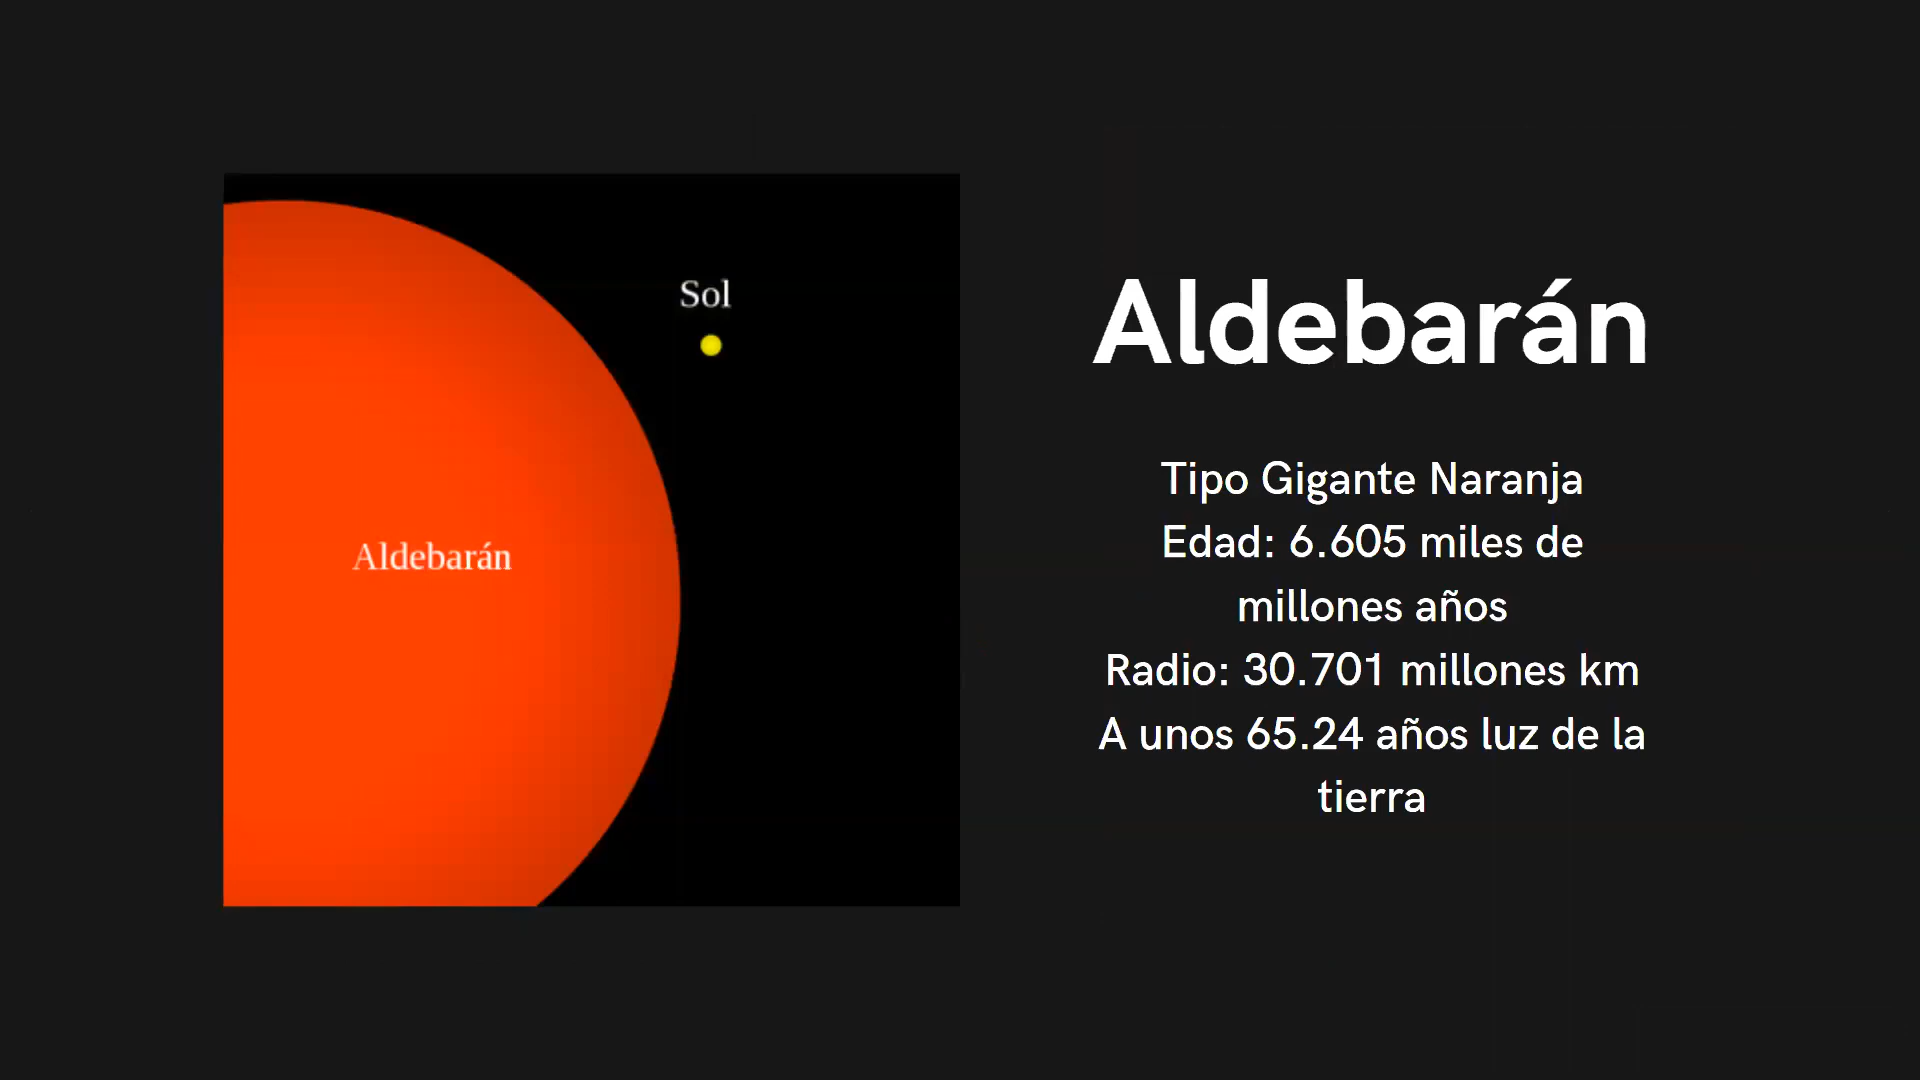 Sol
Aldebarán
Aldebarán
Tipo Gigante Naranja
Edad: 6.605 miles de
millones años
Radio: 30.701 millones km
A unos 65.24 años luz de la
tierra